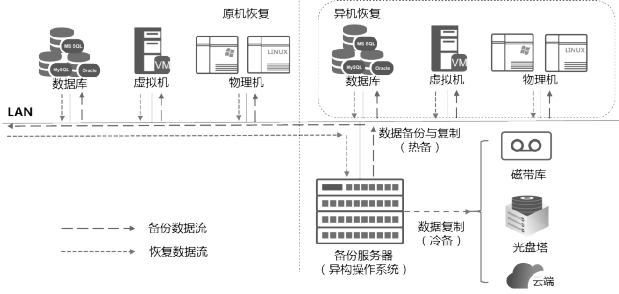 原机恢复
异机恢复
MS SQL
MySQL
Oracle
VM
LINUX
MS SQL
MySQL
Oracle
VM
LINUX
数据库
虚拟机
物理机
数据库
虚拟机
物理机
LAN
数据备份与复制
（热备）
磁带库
备份数据流
数据复制
（冷备）
光盘塔
恢复数据流
备份服务器
（异构操作系统）
云端